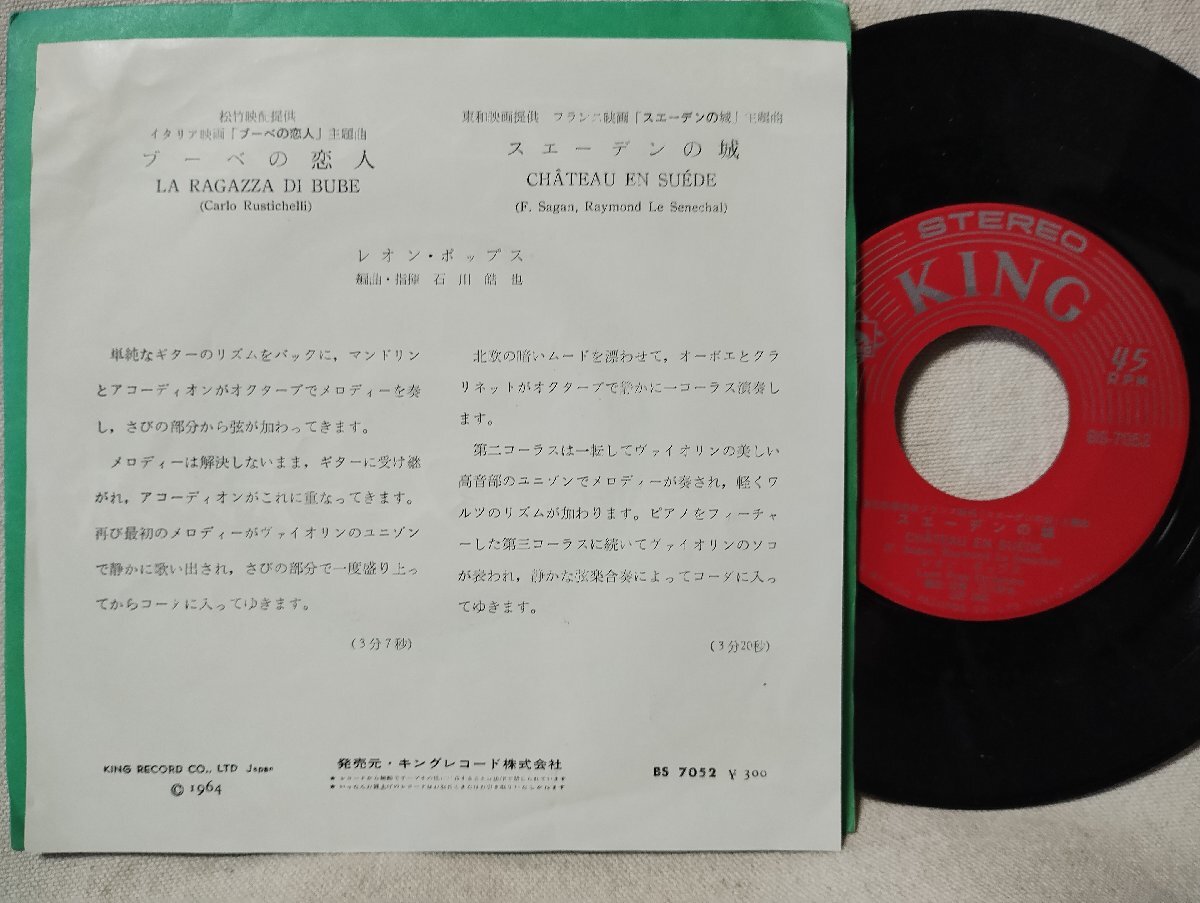 松竹映配提供
イタリア映画「ブーベの恋人」主題曲
ブーベの恋人
LA RAGAZZA DI BUBE
(Carlo Rustichelli)
東和映画提供 フランス映画「スエーデンの城」主題曲
スエーデンの城
CHÂTEAU EN SUÉDE
(F. Sagan, Raymond Le Senechal)
レオン・ポップス
編曲・指揮 石川皓也
単純なギターのリズムをバックに，マンドリン
とアコーディオンがオクターブでメロディーを奏
し，さびの部分から弦が加わってきます。
メロディーは解決しないまま，ギターに受け継
がれ，アコーディオンがこれに重なってきます。
再び最初のメロディーがヴァイオリンのユニゾン
で静かに歌い出され，さびの部分で一度盛り上っ
てからコーダに入ってゆきます。
(3分7秒)
北欧の暗いムードを漂わせて，オーボエとクラ
リネットがオクターブで静かに一コーラス演奏し
ます。
第二コーラスは一転してヴァイオリンの美しい
高音部のユニゾンでメロディーが奏され，軽くワ
ルツのリズムが加わります。ピアノをフィーチャ
ーした第三コーラスに続いてヴァイオリンのソロ
が表われ，静かな弦楽合奏によってコーダに入っ
てゆきます。
(3分20秒)
KING RECORD CO., LTD Japan
© 1964
発売元・キングレコード株式会社
BS 7052 ¥ 300
STEREO
KING
45
R.P.M.
BS-7052
スエーデンの城
CHÂTEAU EN SUÉDE
(F. Sagan, Raymond Le Senechal)